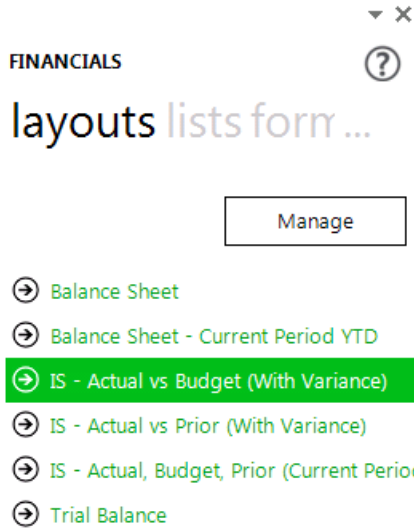 FINANCIALS
?
layouts lists form ...
Manage
Balance Sheet
Balance Sheet - Current Period YTD
IS - Actual vs Budget (With Variance)
IS - Actual vs Prior (With Variance)
IS - Actual, Budget, Prior (Current Perio
Trial Balance